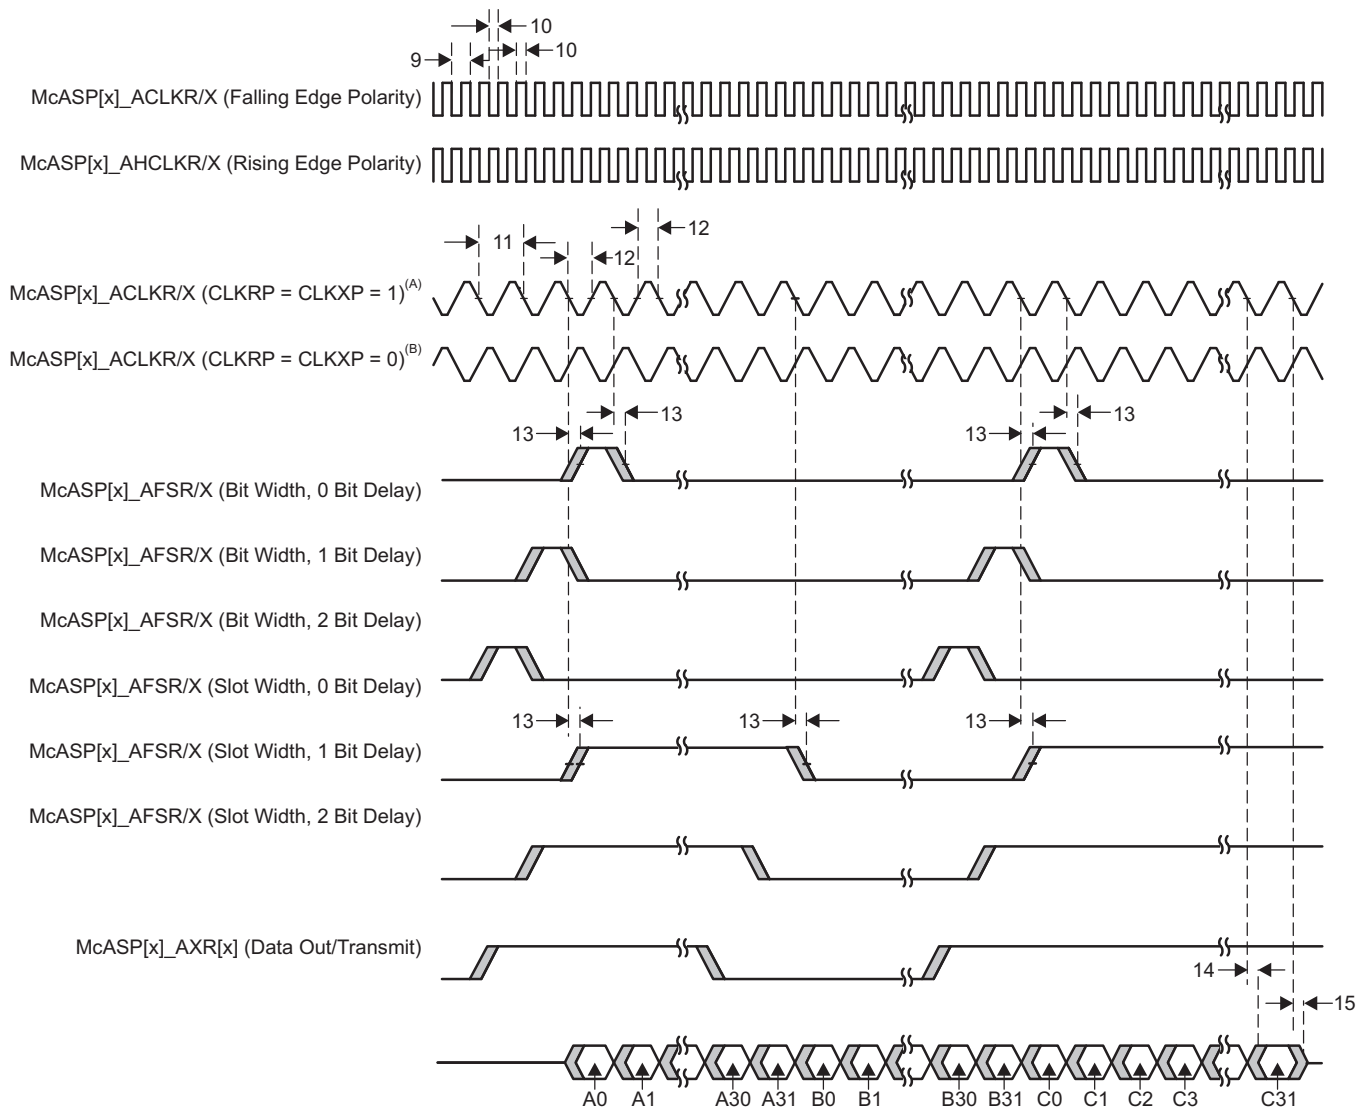 10
9
10
McASP[x]_ACLKR/X (Falling Edge Polarity)
McASP[x]_AHCLKR/X (Rising Edge Polarity)
12
11
12
McASP[x]_ACLKR/X (CLKRP = CLKXP = 1)(A)
McASP[x]_ACLKR/X (CLKRP = CLKXP = 0)(B)
13
13
13
13
McASP[x]_AFSR/X (Bit Width, 0 Bit Delay)
McASP[x]_AFSR/X (Bit Width, 1 Bit Delay)
McASP[x]_AFSR/X (Bit Width, 2 Bit Delay)
McASP[x]_AFSR/X (Slot Width, 0 Bit Delay)
13
13
13
McASP[x]_AFSR/X (Slot Width, 1 Bit Delay)
McASP[x]_AFSR/X (Slot Width, 2 Bit Delay)
McASP[x]_AXR[x] (Data Out/Transmit)
14
15
A0 A1 A30 A31 B0 B1 B30 B31 C0 C1 C2 C3 C31